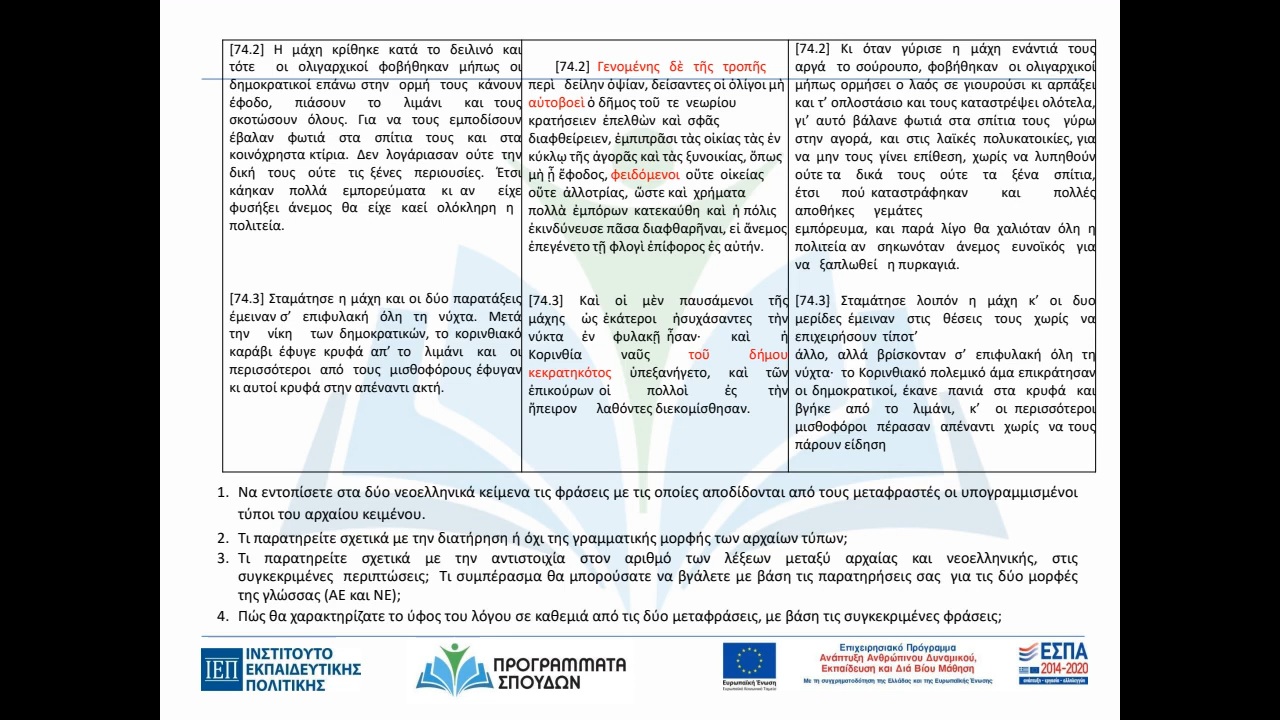 [74.2] Η μάχη κρίθηκε κατά το δειλινό και
τότε οι ολιγαρχικοί φοβήθηκαν μήπως οι
δημοκρατικοί επάνω στην ορμή τους κάνουν
έφοδο, πιάσουν το λιμάνι και τους
σκοτώσουν όλους. Για να τους εμποδίσουν
έβαλαν φωτιά στα σπίτια τους και στα
κοινόχρηστα κτίρια. Δεν λογάριασαν ούτε την
δική τους ούτε τις ξένες περιουσίες. Έτσι
κάηκαν πολλά εμπορεύματα κι αν είχε
φυσήξει άνεμος θα είχε καεί ολόκληρη η
πολιτεία.
[74.3] Σταμάτησε η μάχη και οι δύο παρατάξεις
έμειναν σ’ επιφυλακή όλη τη νύχτα. Μετά
την νίκη των δημοκρατικών, το κορινθιακό
καράβι έφυγε κρυφά απ’ το λιμάνι και οι
περισσότεροι από τους μισθοφόρους έφυγαν
κι αυτοί κρυφά στην απέναντι ακτή.
[74.2] Γενομένης δὲ τῆς τροπῆς
περὶ δείλην ὀψίαν, δείσαντες οἱ ὀλίγοι μὴ
αὐτοβοεὶ ὁ δῆμος τοῦ τε νεωρίου
κρατήσειεν ἐπελθὼν καὶ σφᾶς
διαφθείρειεν, ἐμπιπρᾶσι τὰς οἰκίας τὰς ἐν
κύκλῳ τῆς ἀγορᾶς καὶ τὰς ξυνοικίας, ὅπως
μὴ ᾖ ἔφοδος, φειδόμενοι οὔτε οἰκείας
οὔτε ἀλλοτρίας, ὥστε καὶ χρήματα
πολλὰ ἐμπόρων κατεκαύθη καὶ ἡ πόλις
ἐκινδύνευσε πᾶσα διαφθαρῆναι, εἰ ἄνεμος
ἐπεγένετο τῇ φλογὶ ἐπίφορος ἐς αὐτήν.
[74.3] Καὶ οἱ μὲν παυσάμενοι τῆς
μάχης ὡς ἑκάτεροι ἡσυχάσαντες τὴν
νύκτα ἐν φυλακῇ ἦσαν· καὶ ἡ
Κορινθία ναῦς τοῦ δήμου
κεκρατηκότος ὑπεξανήγετο, καὶ τῶν
ἐπικούρων οἱ πολλοὶ ἐς τὴν
ἤπειρον λαθόντες διεκομίσθησαν.
[74.2] Κι όταν γύρισε η μάχη ενάντιά τους
αργά το σούρουπο, φοβήθηκαν οι ολιγαρχικοί
μήπως ορμήσει ο λαός σε γιουρούσι κι αρπάξει
και τ’ οπλοστάσιο και τους καταστρέψει ολότελα,
γι’ αυτό βάλανε φωτιά στα σπίτια τους γύρω
στην αγορά, και στις λαϊκές πολυκατοικίες, για
να μην τους γίνει επίθεση, χωρίς να λυπηθούν
ούτε τα δικά τους ούτε τα ξένα σπίτια,
έτσι πού καταστράφηκαν και πολλές
αποθήκες γεμάτες
εμπόρευμα, και παρά λίγο θα χαλιόταν όλη η
πολιτεία αν σηκωνόταν άνεμος ευνοϊκός για
να ξαπλωθεί η πυρκαγιά.
[74.3] Σταμάτησε λοιπόν η μάχη κ’ οι δυο
μερίδες έμειναν στις θέσεις τους χωρίς να
επιχειρήσουν τίποτ’
άλλο, αλλά βρίσκονταν σ’ επιφυλακή όλη τη
νύχτα· το Κορινθιακό πολεμικό άμα επικράτησαν
οι δημοκρατικοί, έκανε πανιά στα κρυφά και
βγήκε από το λιμάνι, κ’ οι περισσότεροι
μισθοφόροι πέρασαν απέναντι χωρίς να τους
πάρουν είδηση
1. Να εντοπίσετε στα δύο νεοελληνικά κείμενα τις φράσεις με τις οποίες αποδίδονται από τους μεταφραστές οι υπογραμμισμένοι
τύποι του αρχαίου κειμένου.
2. Τι παρατηρείτε σχετικά με την διατήρηση ή όχι της γραμματικής μορφής των αρχαίων τύπων;
3. Τι παρατηρείτε σχετικά με την αντιστοιχία στον αριθμό των λέξεων μεταξύ αρχαίας και νεοελληνικής, στις
συγκεκριμένες περιπτώσεις; Τι συμπέρασμα θα μπορούσατε να βγάλετε με βάση τις παρατηρήσεις σας για τις δύο μορφές
της γλώσσας (ΑΕ και ΝΕ);
4. Πώς θα χαρακτηρίζατε το ύφος του λόγου σε καθεμιά από τις δύο μεταφράσεις, με βάση τις συγκεκριμένες φράσεις;
ΙΕΠ ΙΝΣΤΙΤΟΥΤΟ
ΕΚΠΑΙΔΕΥΤΙΚΗΣ
ΠΟΛΙΤΙΚΗΣ
ΠΡΟΓΡΑΜΜΑΤΑ
ΣΠΟΥΔΩΝ
Ευρωπαϊκή Ένωση
Ευρωπαϊκό Κοινωνικό Ταμείο
Επιχειρησιακό Πρόγραμμα
Ανάπτυξη Ανθρώπινου Δυναμικού,
Εκπαίδευση και Διά Βίου Μάθηση
Με τη συγχρηματοδότηση της Ελλάδας και της Ευρωπαϊκής Ένωσης
ΕΣΠΑ
2014-2020
ανάπτυξη - εργασία - αλληλεγγύη